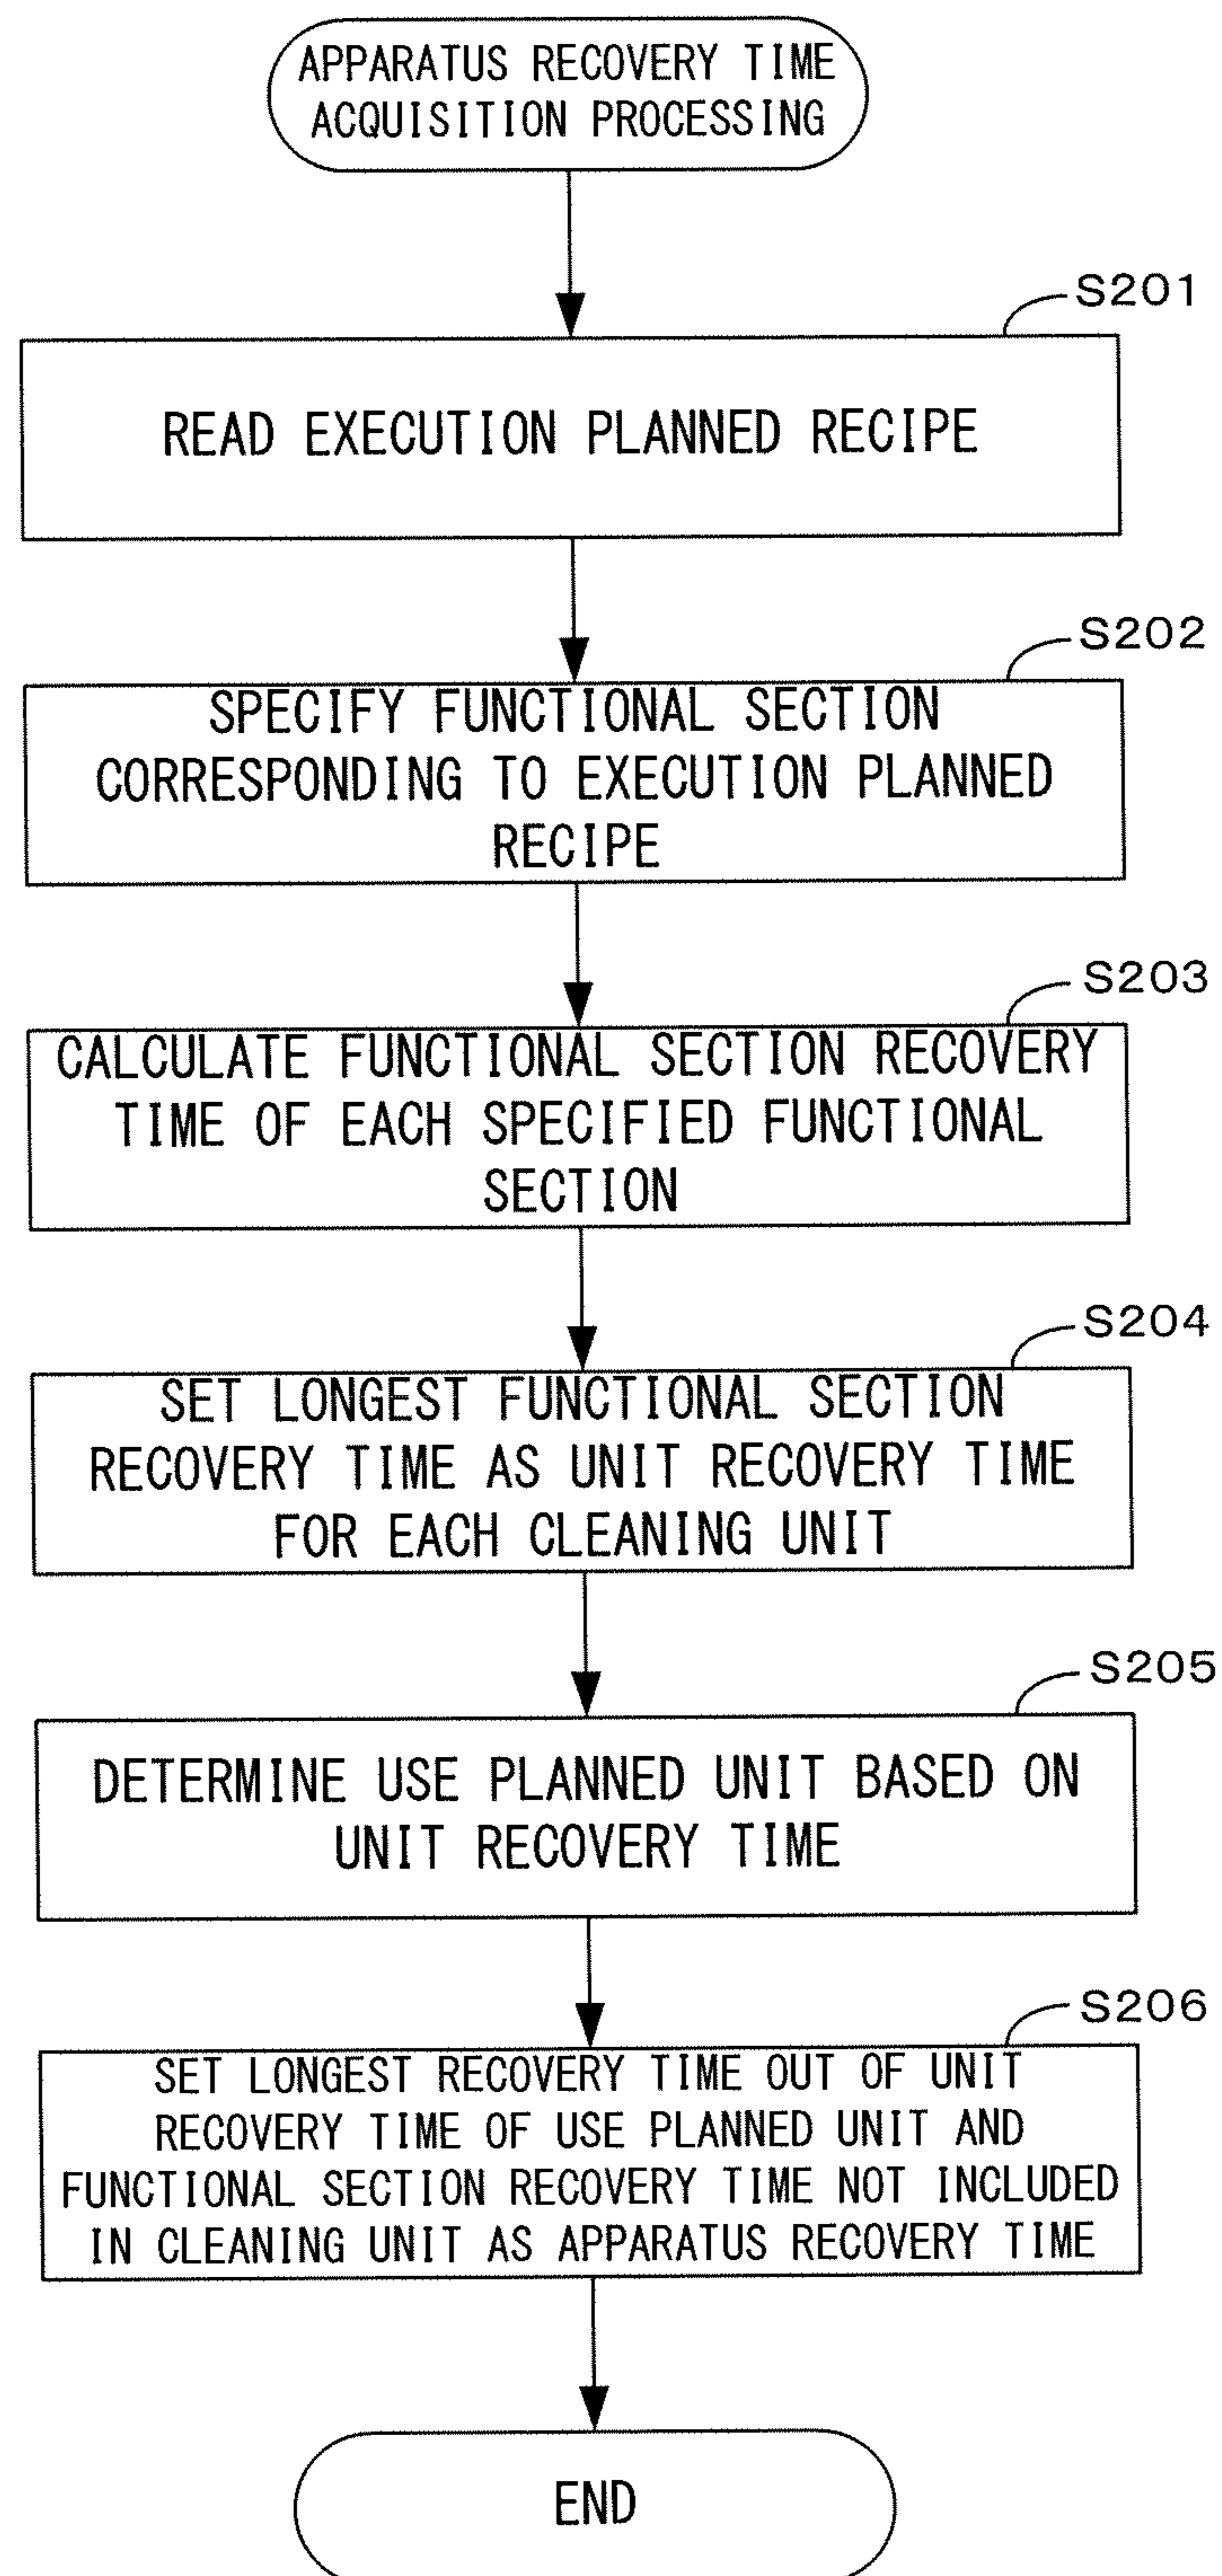 APPARATUS RECOVERY TIME
ACQUISITION PROCESSING
S201
READ EXECUTION PLANNED RECIPE
S202
SPECIFY FUNCTIONAL SECTION
CORRESPONDING TO EXECUTION PLANNED
RECIPE
S203
CALCULATE FUNCTIONAL SECTION RECOVERY
TIME OF EACH SPECIFIED FUNCTIONAL
SECTION
S204
SET LONGEST FUNCTIONAL SECTION
RECOVERY TIME AS UNIT RECOVERY TIME
FOR EACH CLEANING UNIT
S205
DETERMINE USE PLANNED UNIT BASED ON
UNIT RECOVERY TIME
S206
SET LONGEST RECOVERY TIME OUT OF UNIT
RECOVERY TIME OF USE PLANNED UNIT AND
FUNCTIONAL SECTION RECOVERY TIME NOT INCLUDED
IN CLEANING UNIT AS APPARATUS RECOVERY TIME
END